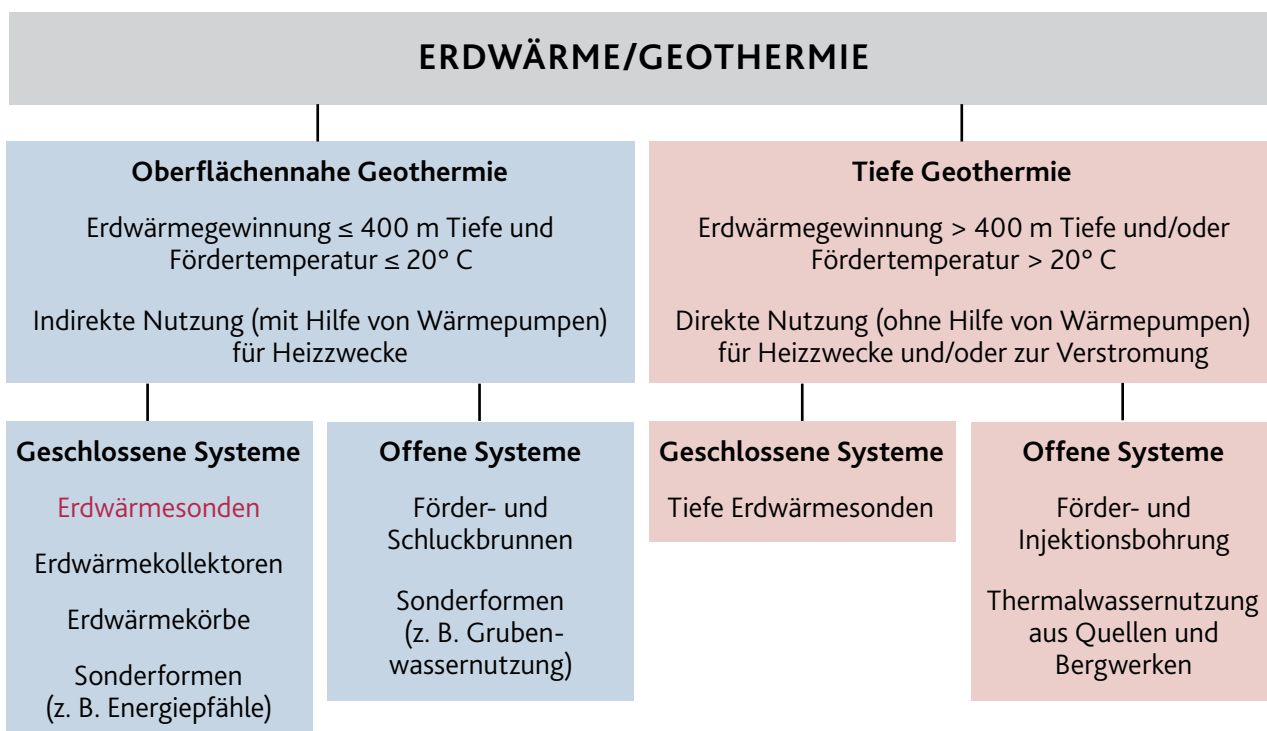 ERDWÄRME/GEOTHERMIE
Oberflächennahe Geothermie
Erdwärmegewinnung ≤ 400 m Tiefe und
Fördertemperatur ≤ 20° C
Indirekte Nutzung (mit Hilfe von Wärmepumpen)
für Heizzwecke
Tiefe Geothermie
Erdwärmegewinnung > 400 m Tiefe und/oder
Fördertemperatur > 20° C
Direkte Nutzung (ohne Hilfe von Wärmepumpen)
für Heizzwecke und/oder zur Verstromung
Geschlossene Systeme
Erdwärmesonden
Erdwärmekollektoren
Erdwärmekörbe
Sonderformen
(z. B. Energiepfähle)
Offene Systeme
Förder- und
Schluckbrunnen
Sonderformen
(z. B. Gruben-
wassernutzung)
Geschlossene Systeme
Tiefe Erdwärmesonden
Offene Systeme
Förder- und
Injektionsbohrung
Thermalwassernutzung
aus Quellen und
Bergwerken